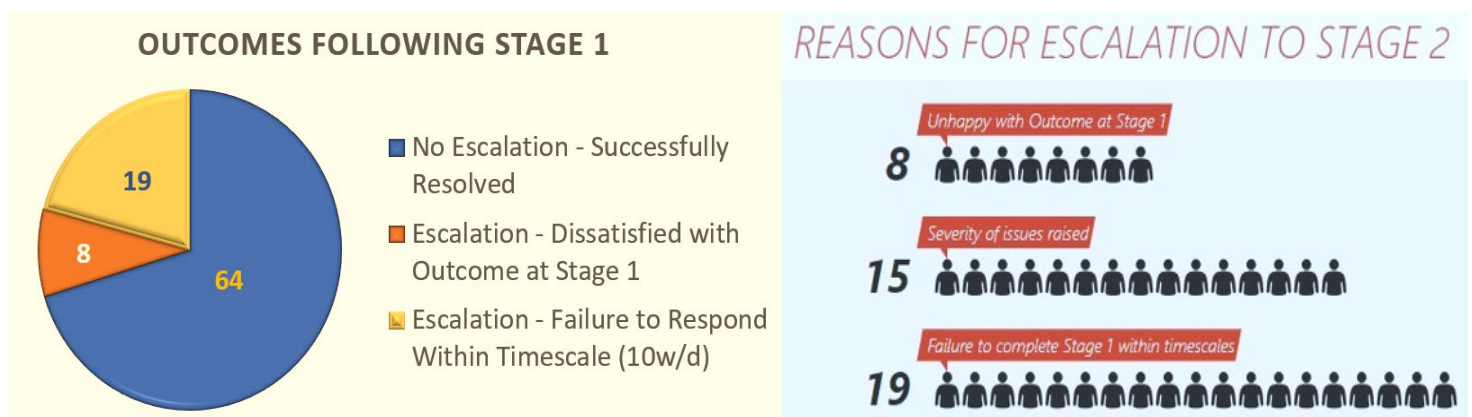 OUTCOMES FOLLOWING STAGE 1
19
8
64
No Escalation - Successfully
Resolved
Escalation - Dissatisfied with
Outcome at Stage 1
Escalation - Failure to Respond
Within Timescale (10w/d)
REASONS FOR ESCALATION TO STAGE 2
Unhappy with Outcome at Stage 1
8
Severity of issues raised
15
Failure to complete Stage 1 within timescales
19